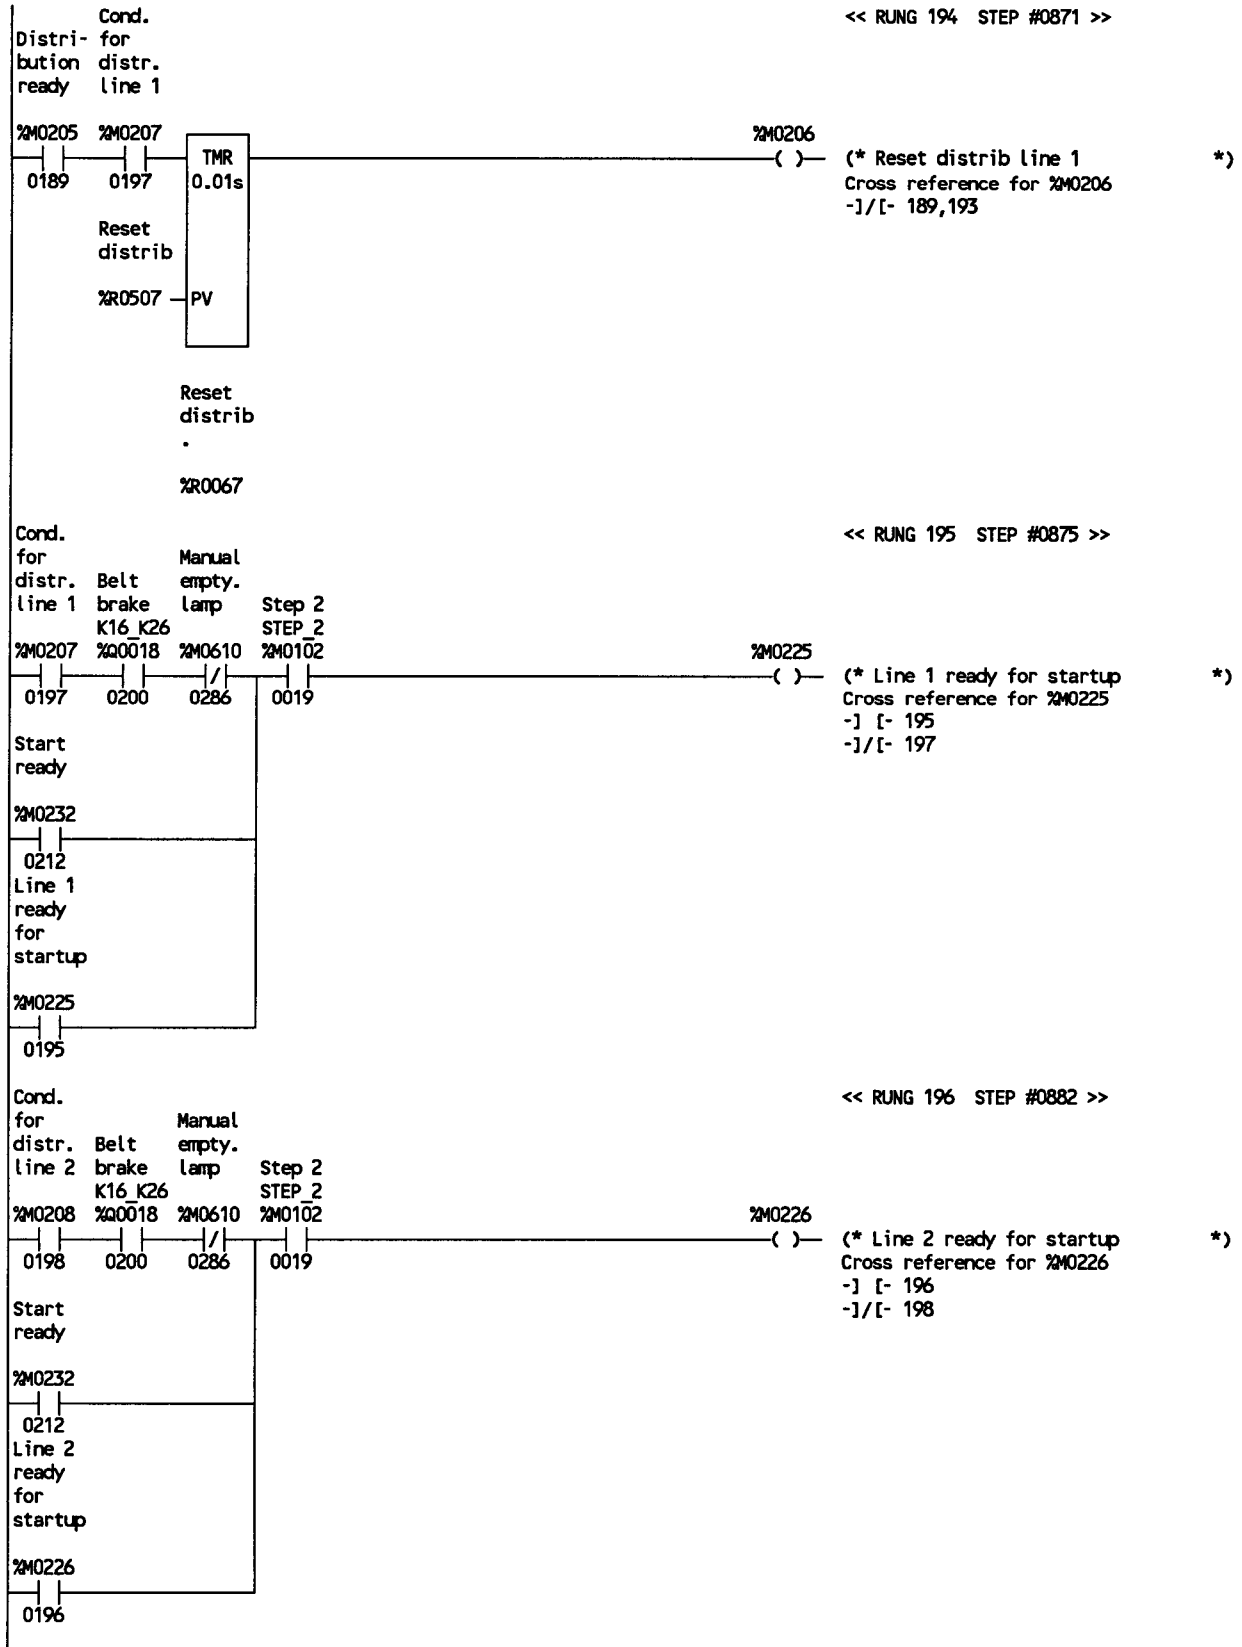 Cond. << RUNG 194 STEP #0871 >>
Distri- for
bution distr.
ready line 1
%M0205 %M0207 %M0206
TMR (* Reset distrib line 1 *)
0189 0197 0.01s Cross reference for %M0206
-]/[- 189,193
Reset
distrib
%R0507 PV
Reset
distrib
.
%R0067
Cond. << RUNG 195 STEP #0875 >>
for Manual
distr. Belt empty.
line 1 brake lamp Step 2
K16_K26 STEP_2
%M0207 %Q0018 %M0610 %M0102 %M0225
(* Line 1 ready for startup *)
0197 0200 0286 0019 Cross reference for %M0225
-] [- 195
Start -]/[- 197
ready
%M0232
0212
Line 1
ready
for
startup
%M0225
0195
Cond. << RUNG 196 STEP #0882 >>
for Manual
distr. Belt empty.
line 2 brake lamp Step 2
K16_K26 STEP_2
%M0208 %Q0018 %M0610 %M0102 %M0226
(* Line 2 ready for startup *)
0198 0200 0286 0019 Cross reference for %M0226
-] [- 196
Start -]/[- 198
ready
%M0232
0212
Line 2
ready
for
startup
%M0226
0196